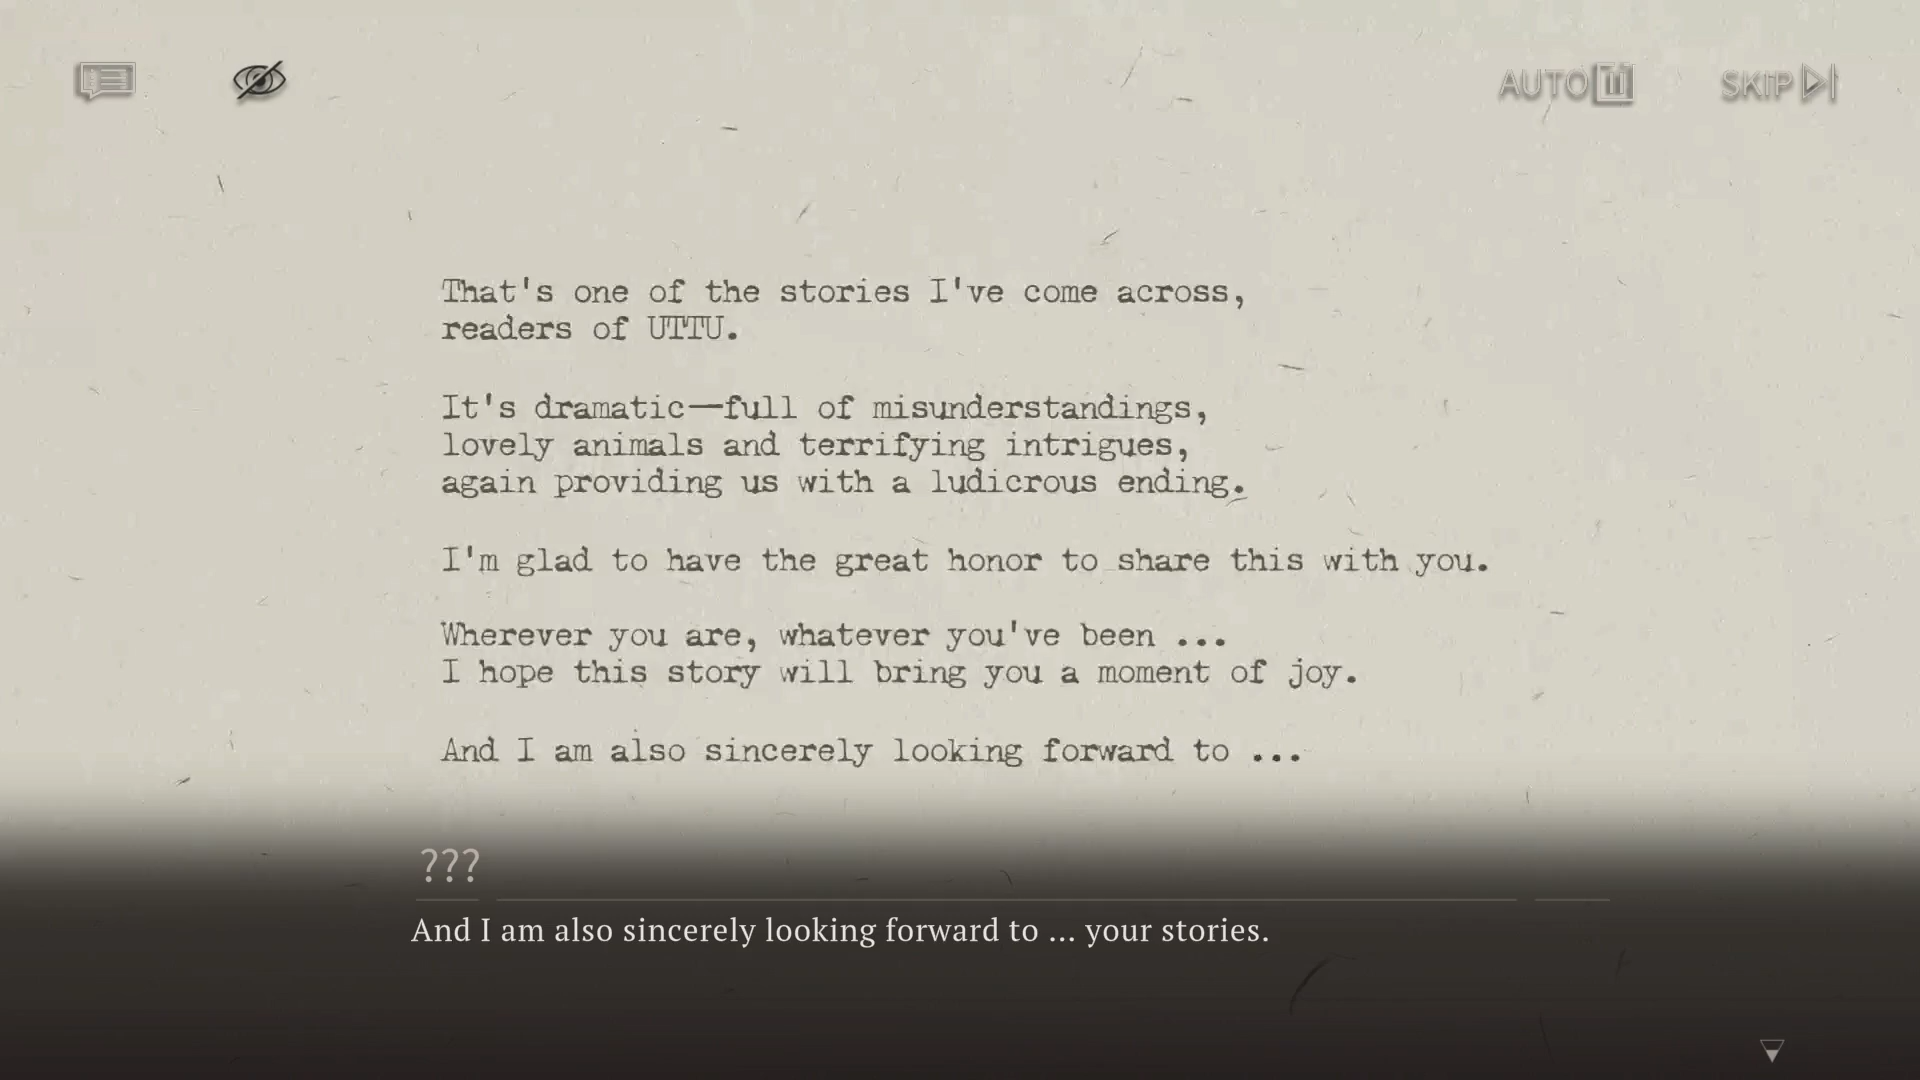 AUTO
SKIP
That's one of the stories I've come across,
readers of UTTU.
It's dramatic—full of misunderstandings,
lovely animals and terrifying intrigues,
again providing us with a ludicrous ending.
I'm glad to have the great honor to share this with you.
Wherever you are, whatever you've been ...
I hope this story will bring you a moment of joy.
And I am also sincerely looking forward to ...
???
And I am also sincerely looking forward to ... your stories.